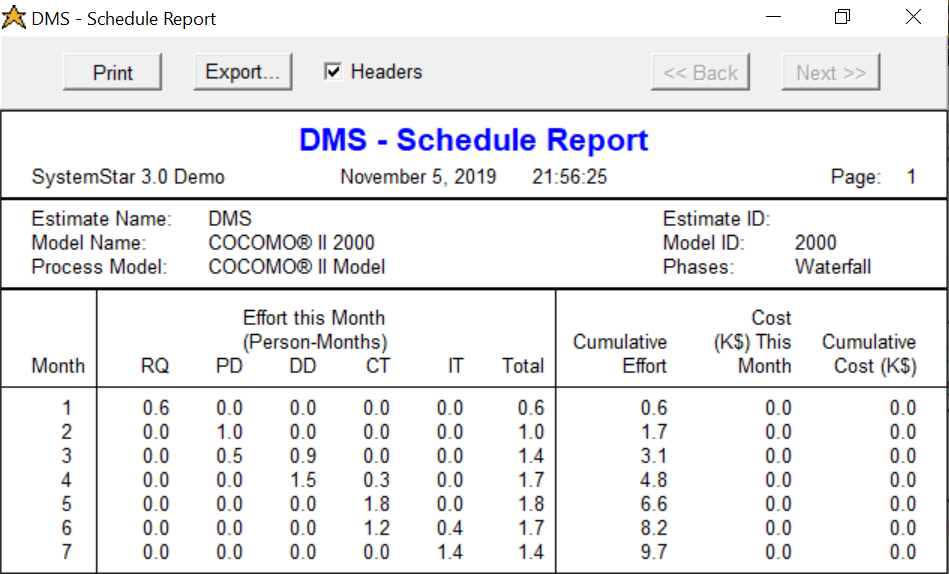 DMS - Schedule Report
Print Export... Headers << Back Next >>
DMS - Schedule Report
SystemStar 3.0 Demo November 5, 2019 21:56:25 Page: 1
Estimate Name: DMS Estimate ID:
Model Name: COCOMO® II 2000 Model ID: 2000
Process Model: COCOMO® II Model Phases: Waterfall
Effort this Month Cost
(Person-Months) Cumulative (K$) This Cumulative
Month RQ PD DD CT IT Total Effort Month Cost (K$)
1 0.6 0.0 0.0 0.0 0.0 0.6 0.6 0.0 0.0
2 0.0 1.0 0.0 0.0 0.0 1.0 1.7 0.0 0.0
3 0.0 0.5 0.9 0.0 0.0 1.4 3.1 0.0 0.0
4 0.0 0.0 1.5 0.3 0.0 1.7 4.8 0.0 0.0
5 0.0 0.0 0.0 1.8 0.0 1.8 6.6 0.0 0.0
6 0.0 0.0 0.0 1.2 0.4 1.7 8.2 0.0 0.0
7 0.0 0.0 0.0 0.0 1.4 1.4 9.7 0.0 0.0